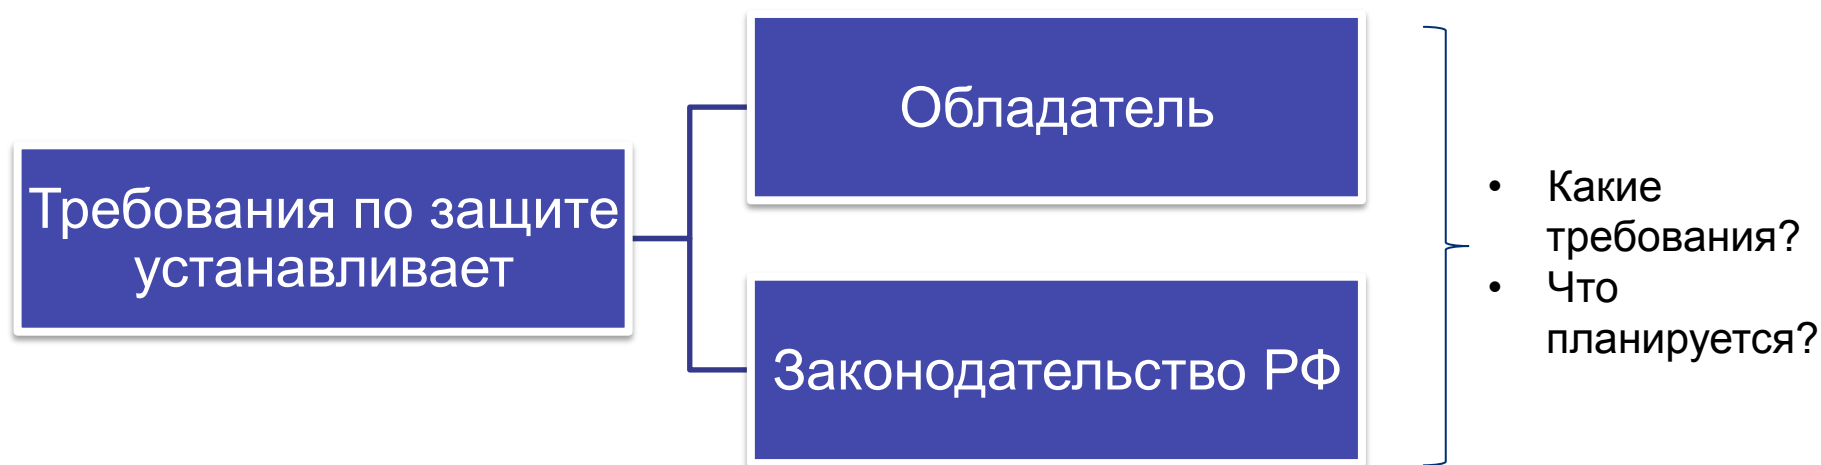 Требования по защите
устанавливает
Обладатель
Законодательство РФ
• Какие
требования?
• Что
планируется?